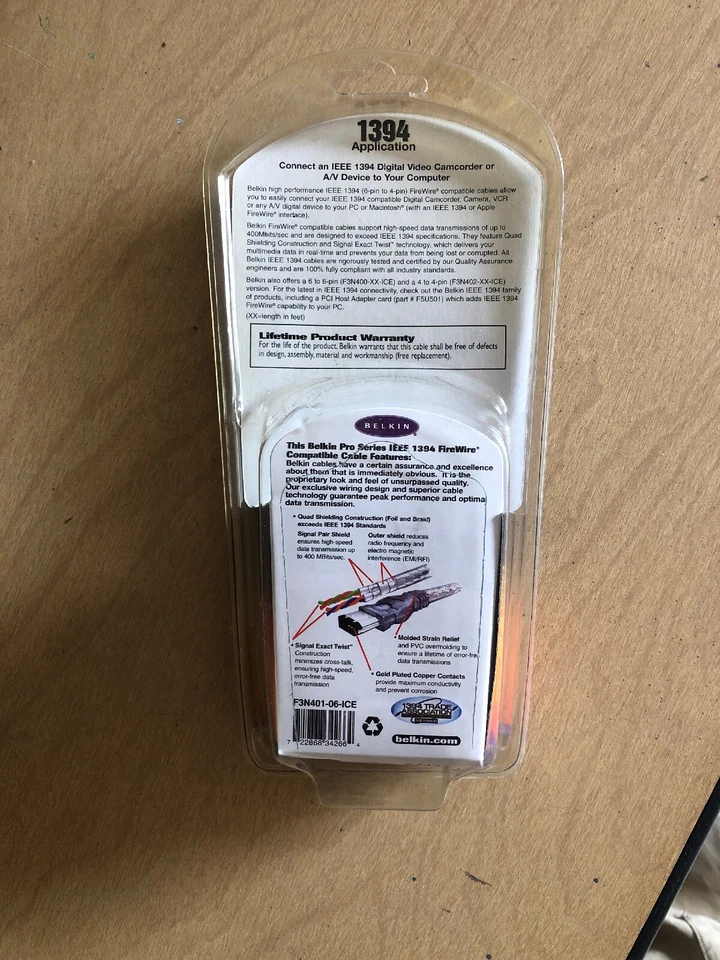 1394
Application
Connect an IEEE 1394 Digital Video Camcorder or
A/V Device to Your Computer
Belkin high performance IEEE 1394 (6-pin to 4-pin) FireWire® compatible cables allow
you to easily connect your IEEE 1394 compatible Digital Camcorder, Camera, VCR
or any A/V digital device to your PC or Macintosh® (with an IEEE 1394 or Apple
FireWire® interface).
Belkin FireWire® compatible cables support high-speed data transmissions of up to
400Mbits/sec and are designed to exceed IEEE 1394 specifications. They feature Quad
Shielding Construction and Signal Exact Twist™ technology, which delivers your
multimedia data in real-time and prevents your data from being lost or corrupted. All
Belkin IEEE 1394 cables are rigorously tested and certified by our Quality Assurance
engineers and are 100% fully compliant with all industry standards.
Belkin also offers a 6 to 6-pin (F3N400-XX-ICE) and a 4 to 4-pin (F3N402-XX-ICE)
version. For the latest in IEEE 1394 connectivity, check out the Belkin IEEE 1394 family
of products, including a PCI Host Adapter card (part # F5U501) which adds IEEE 1394
FireWire® capability to your PC.
(XX=length in feet)
Lifetime Product Warranty
For the life of the product, Belkin warrants that this cable shall be free of defects
in design, assembly, material and workmanship (free replacement).
BELKIN
This Belkin Pro Series IEEE 1394 FireWire®
Compatible Cable Features:
Belkin cables have a certain assurance and excellence
about them that is immediately obvious. It is the
proprietary look and feel of unsurpassed quality.
Our exclusive wiring design and superior cable
technology guarantee peak performance and optima
data transmission.
• Quad Shielding Construction (Foil and Braid)
exceeds IEEE 1394 Standards
Signal Pair Shield
ensures high-speed
data transmission up
to 400 MBits/sec.
Outer shield reduces
radio frequency and
electro magnetic
interference (EMI/RFI)
• Signal Exact Twist™
Construction
minimizes cross-talk,
ensuring high-speed,
error-free data
transmission
• Molded Strain Relief
and PVC overmolding to
ensure a lifetime of error-free
data transmissions
• Gold Plated Copper Contacts
provide maximum conductivity
and prevent corrosion
F3N401-06-ICE
7 22868 34266 4
1394 TRADE
ASSOCIATION
belkin.com